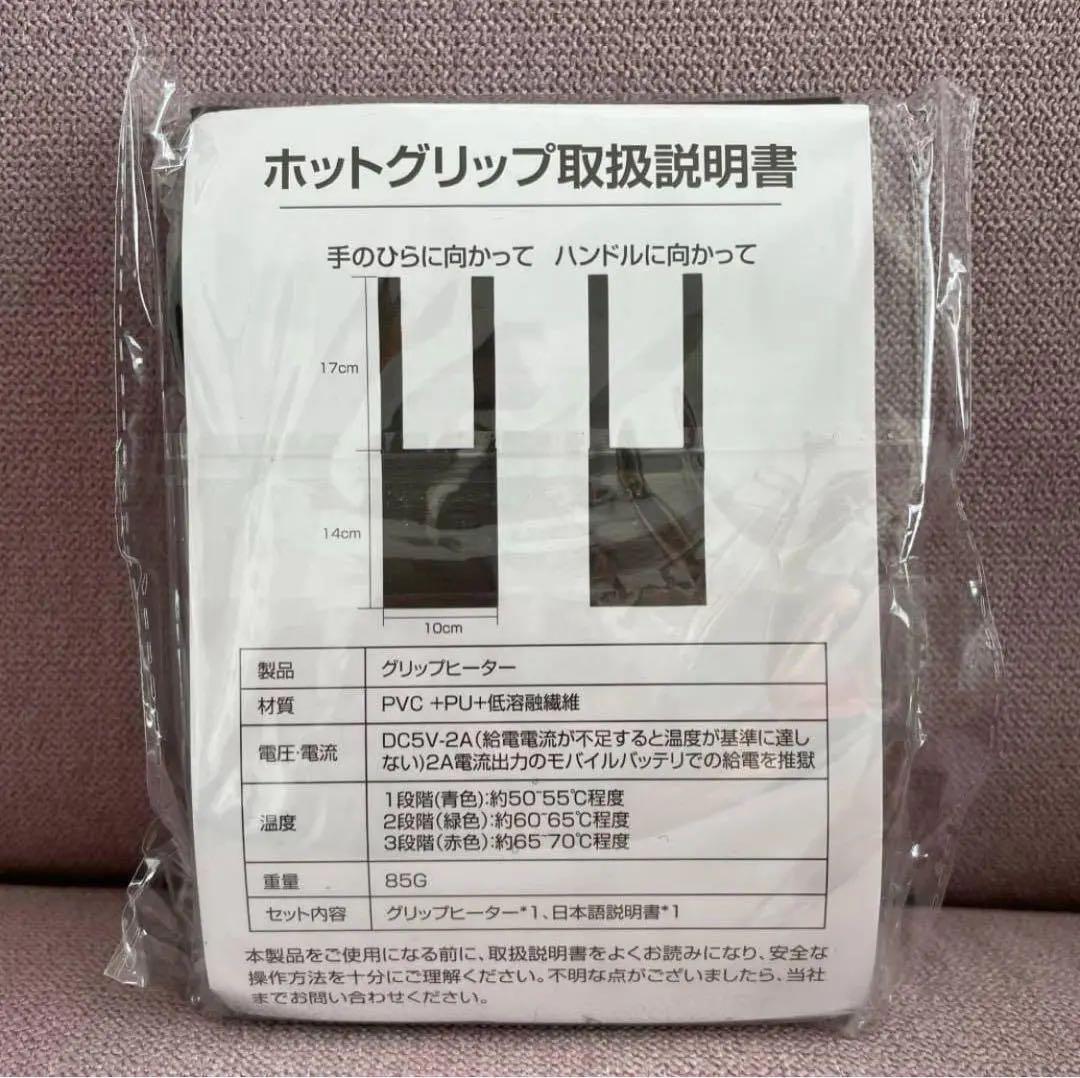 ホットグリップ取扱説明書
手のひらに向かって ハンドルに向かって
17cm
14cm
10cm
製品 グリップヒーター
材質 PVC +PU+低溶融繊維
電圧・電流 DC5V-2A(給電電流が不足すると温度が基準に達し
ない)2A電流出力のモバイルバッテリでの給電を推獄
温度 1段階(青色):約50~55℃程度
2段階(緑色):約60~65℃程度
3段階(赤色):約65~70℃程度
重量 85G
セット内容 グリップヒーター*1、日本語説明書*1
本製品をご使用になる前に、取扱説明書をよくお読みになり、安全な
操作方法を十分にご理解ください。不明な点がございましたら、当社
までお問い合わせください。